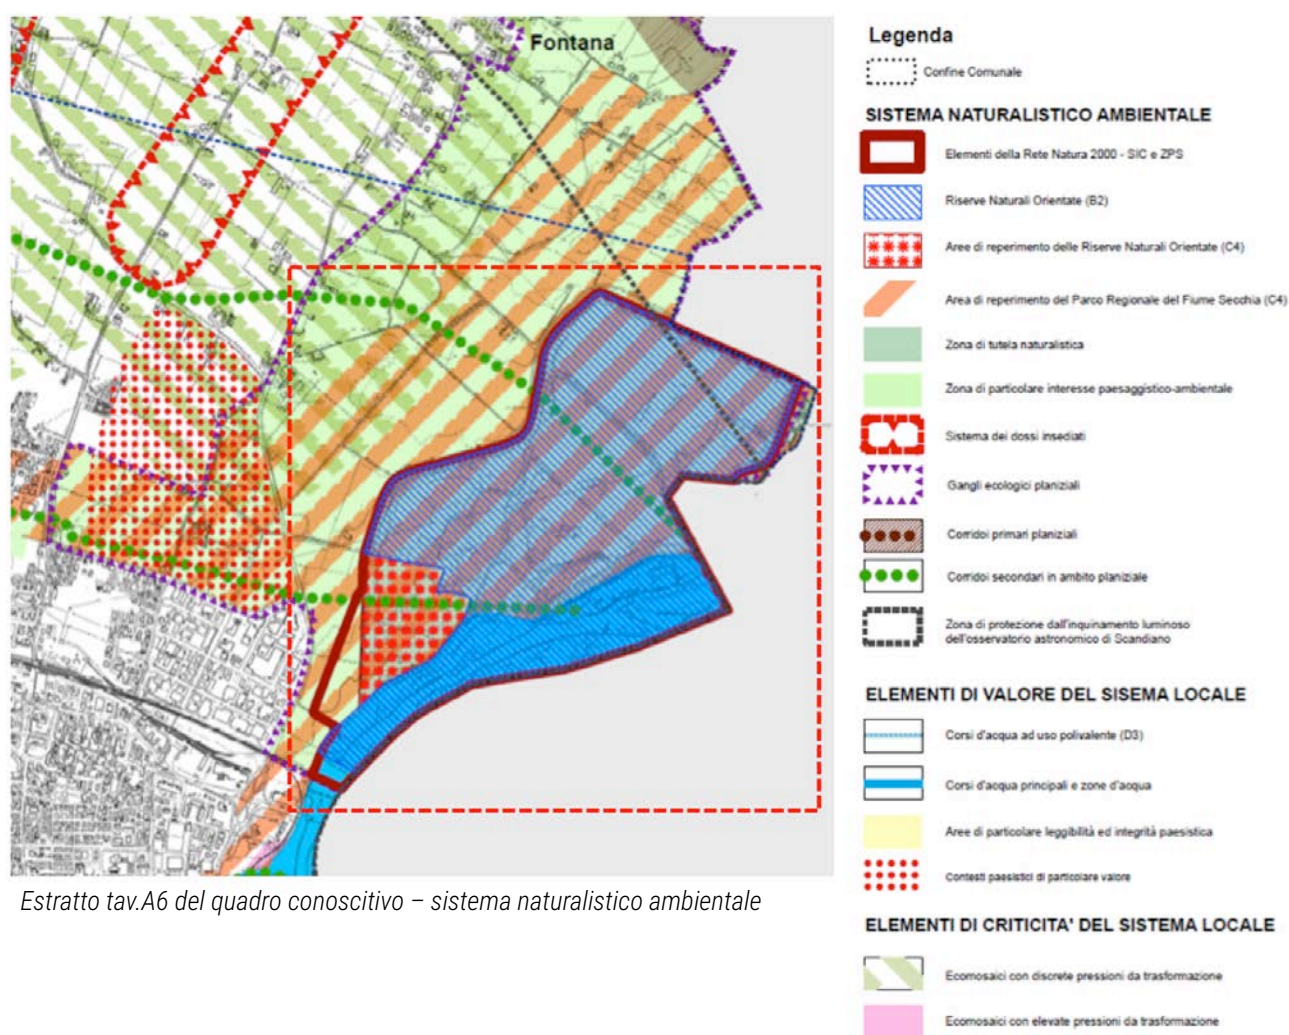 Fontana
Legenda
Confine Comunale
SISTEMA NATURALISTICO AMBIENTALE
Elementi della Rete Natura 2000 - SIC e ZPS
Riserve Naturali Orientate (B2)
Aree di reperimento delle Riserve Naturali Orientate (C4)
Area di reperimento del Parco Regionale del Fiume Secchia (C4)
Zona di tutela naturalistica
Zona di particolare interesse paesaggistico-ambientale
Sistema dei dossi insediati
Gangli ecologici planiziali
Corridoi primari planiziali
Corridoi secondari in ambito planiziale
Zona di protezione dall'inquinamento luminoso
dell'osservatorio astronomico di Scandiano
ELEMENTI DI VALORE DEL SISEMA LOCALE
Corsi d'acqua ad uso polivalente (D3)
Corsi d'acqua principali e zone d'acqua
Aree di particolare leggibilità ed integrità paesistica
Contesti paesistici di particolare valore
ELEMENTI DI CRITICITA' DEL SISTEMA LOCALE
Ecomosaici con discrete pressioni da trasformazione
Ecomosaici con elevate pressioni da trasformazione
Estratto tav.A6 del quadro conoscitivo – sistema naturalistico ambientale